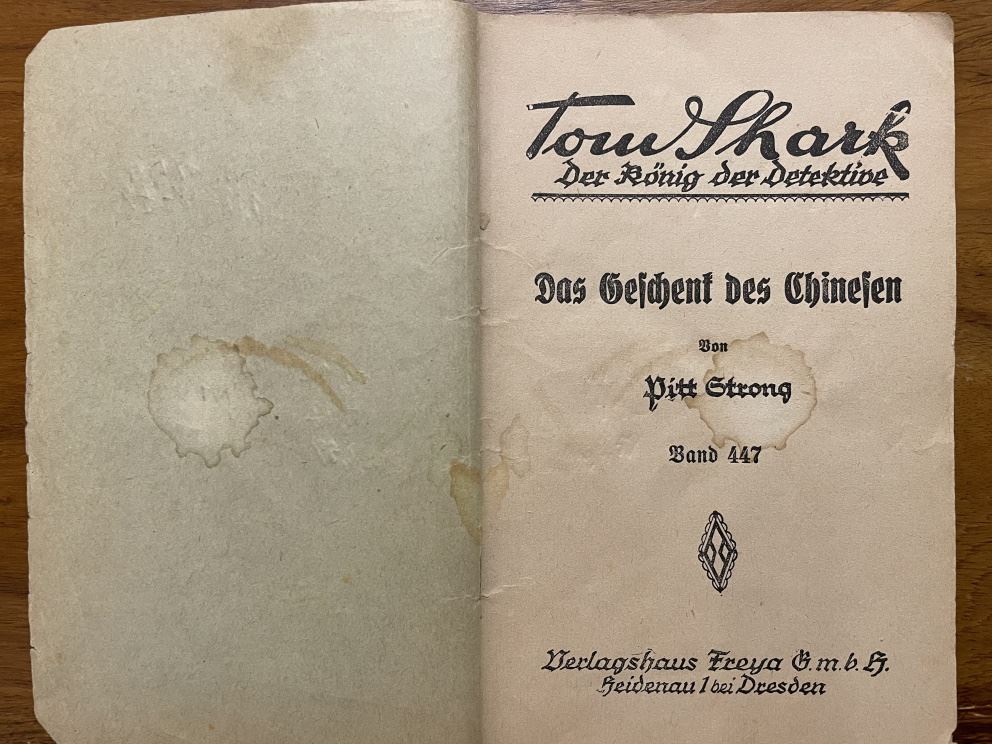 Tom Shark
Der König der Detektive
Das Geschenk des Chinesen
Von
Pitt Strong
Band 447
Verlagshaus Freya G. m. b. H.
Heidenau 1 bei Dresden